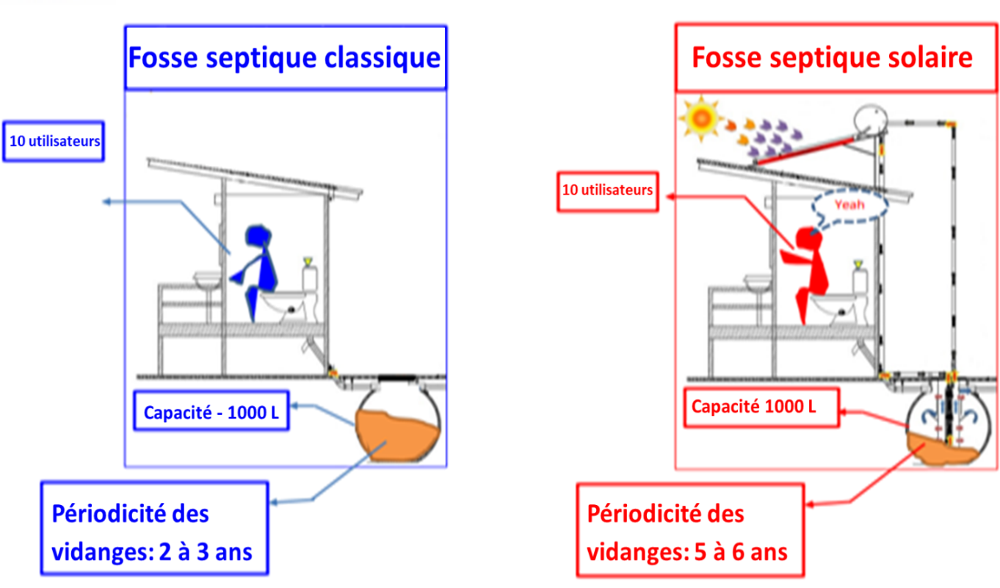 Fosse septique classique
10 utilisateurs
Capacité - 1000 L
Périodicité des
vidanges: 2 à 3 ans
Fosse septique solaire
10 utilisateurs
Yeah
Capacité 1000 L
Périodicité des
vidanges: 5 à 6 ans